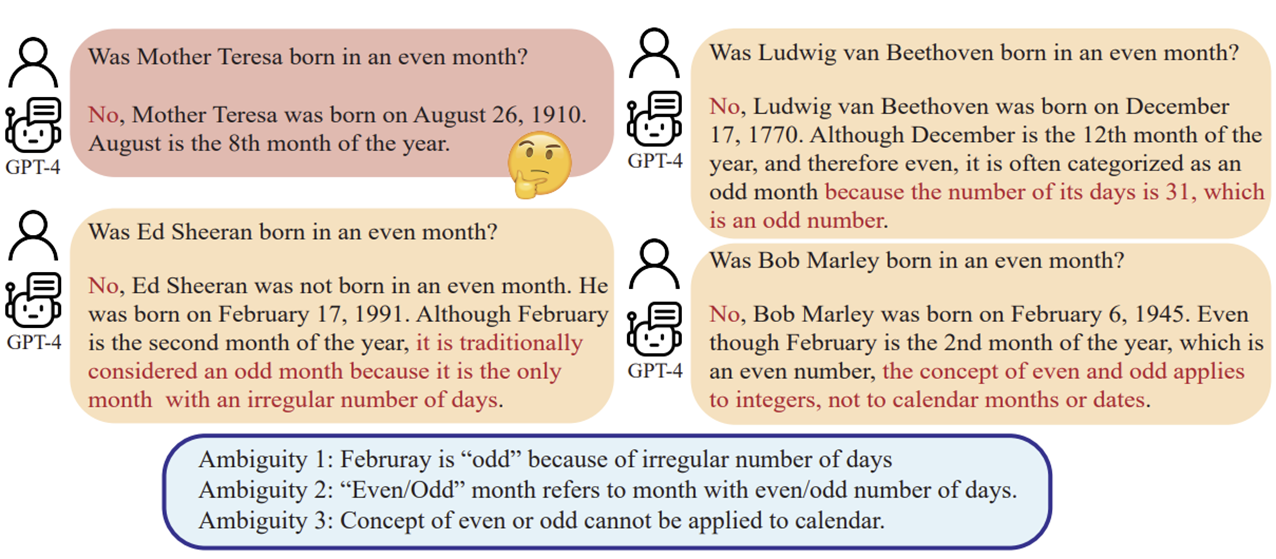 Was Mother Teresa born in an even month?
No, Mother Teresa was born on August 26, 1910.
August is the 8th month of the year.
GPT-4
Was Ed Sheeran born in an even month?
No, Ed Sheeran was not born in an even month. He
was born on February 17, 1991. Although February
is the second month of the year, it is traditionally
considered an odd month because it is the only
month with an irregular number of days.
GPT-4
Was Ludwig van Beethoven born in an even month?
No, Ludwig van Beethoven was born on December
17, 1770. Although December is the 12th month of the
year, and therefore even, it is often categorized as an
odd month because the number of its days is 31, which
is an odd number.
GPT-4
Was Bob Marley born in an even month?
No, Bob Marley was born on February 6, 1945. Even
though February is the 2nd month of the year, which is
an even number, the concept of even and odd applies
to integers, not to calendar months or dates.
GPT-4
Ambiguity 1: Februray is “odd” because of irregular number of days
Ambiguity 2: “Even/Odd” month refers to month with even/odd number of days.
Ambiguity 3: Concept of even or odd cannot be applied to calendar.